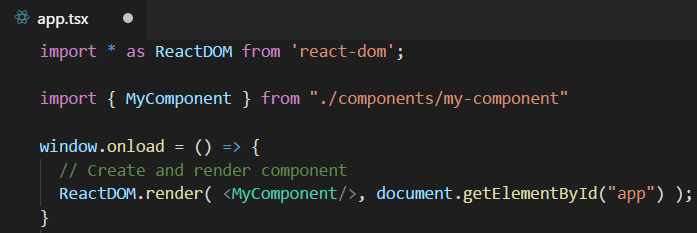 app.tsx
import * as ReactDOM from 'react-dom';
import { MyComponent } from "./components/my-component"
window.onload = () => {
// Create and render component
ReactDOM.render( <MyComponent/>, document.getElementById("app") );
}